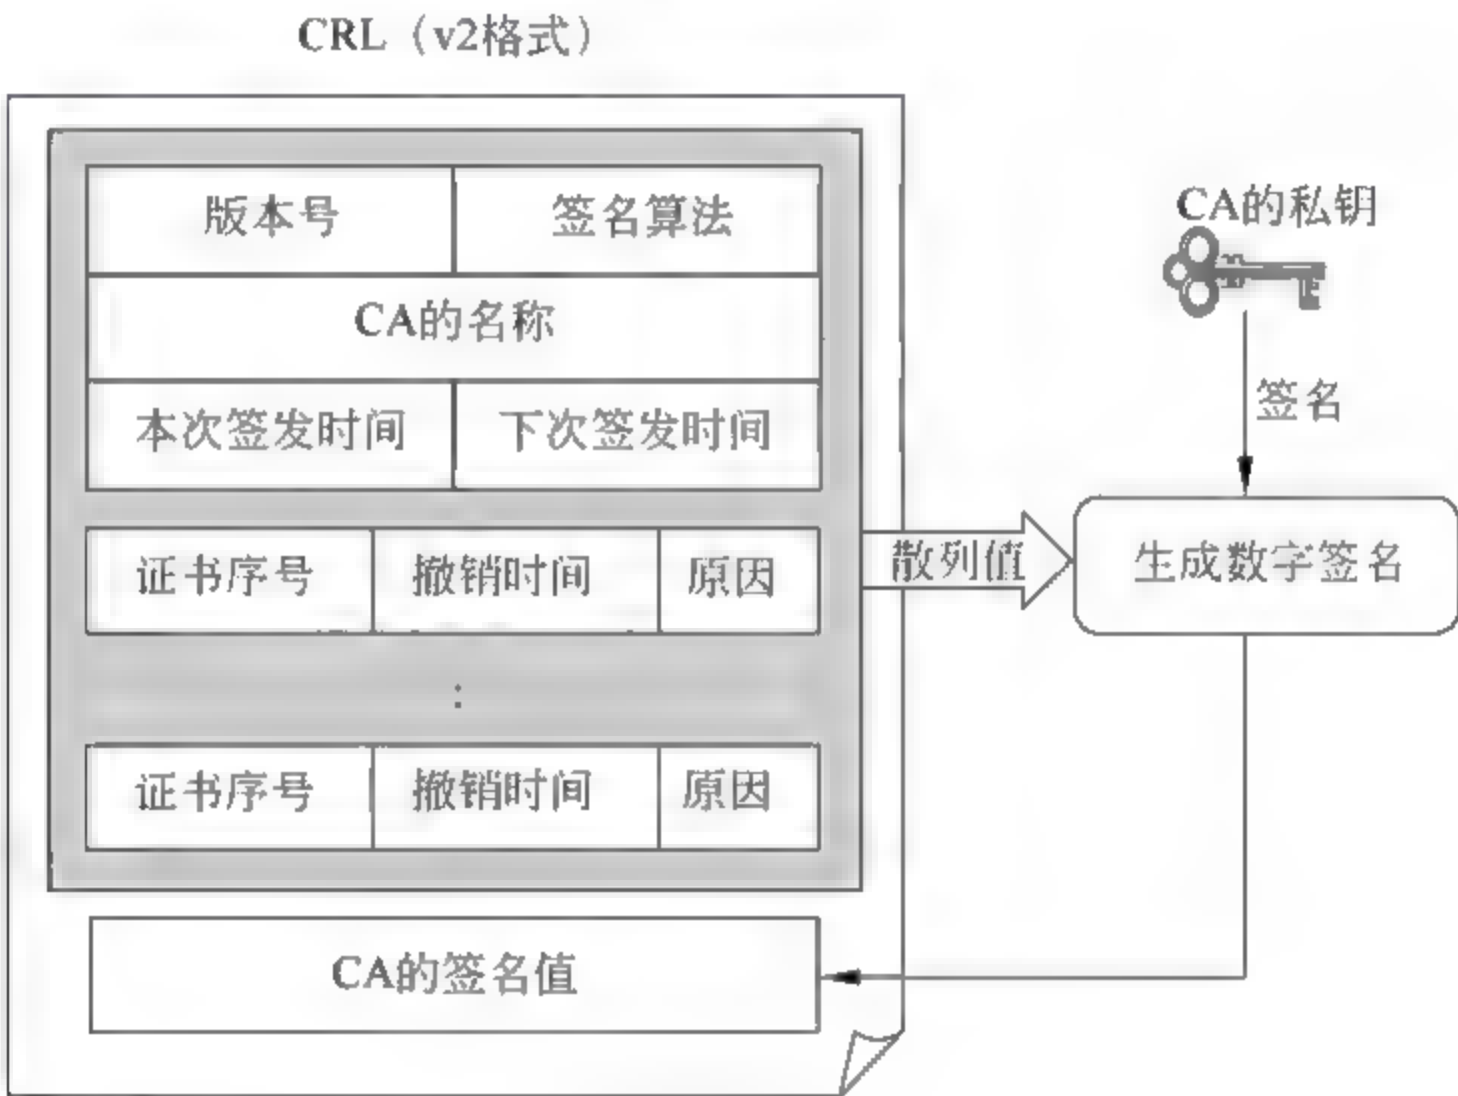 CRL（v2格式）
版本号 签名算法
CA的名称
本次签发时间 下次签发时间
证书序号 撤销时间 原因
:
证书序号 撤销时间 原因
CA的签名值
散列值
CA的私钥
签名
生成数字签名